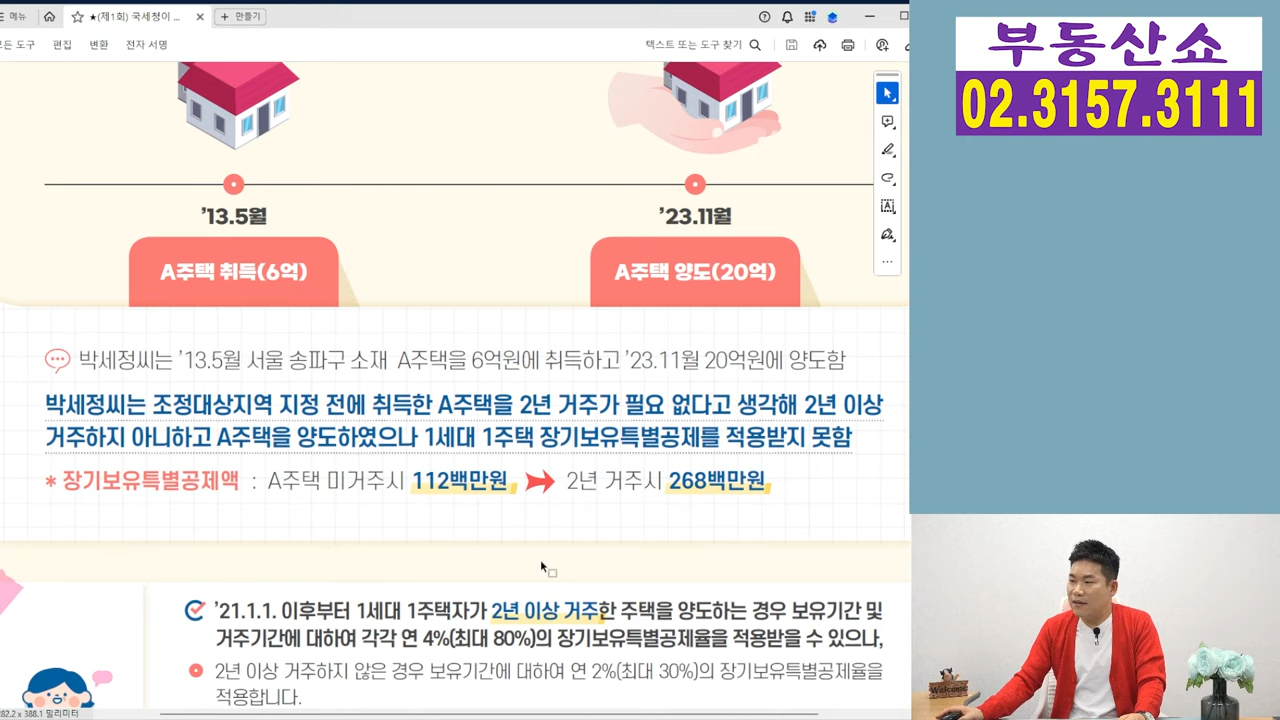 메뉴
★(제1회) 국세청이 ...
만들기
모든 도구 편집 변환 전자 서명
텍스트 또는 도구 찾기
부동산쇼
02.3157.3111
'13.5월
'23.11월
A주택 취득(6억)
A주택 양도(20억)
박세정씨는 '13.5월 서울 송파구 소재 A주택을 6억원에 취득하고 '23.11월 20억원에 양도함
박세정씨는 조정대상지역 지정 전에 취득한 A주택을 2년 거주가 필요 없다고 생각해 2년 이상
거주하지 아니하고 A주택을 양도하였으나 1세대 1주택 장기보유특별공제를 적용받지 못함
* 장기보유특별공제액 : A주택 미거주시 112백만원 2년 거주시 268백만원
'21.1.1. 이후부터 1세대 1주택자가 2년 이상 거주한 주택을 양도하는 경우 보유기간 및
거주기간에 대하여 각각 연 4%(최대 80%)의 장기보유특별공제율을 적용받을 수 있으나,
2년 이상 거주하지 않은 경우 보유기간에 대하여 연 2%(최대 30%)의 장기보유특별공제율을
적용합니다.
282.2 x 388.1 밀리미터
Welcome